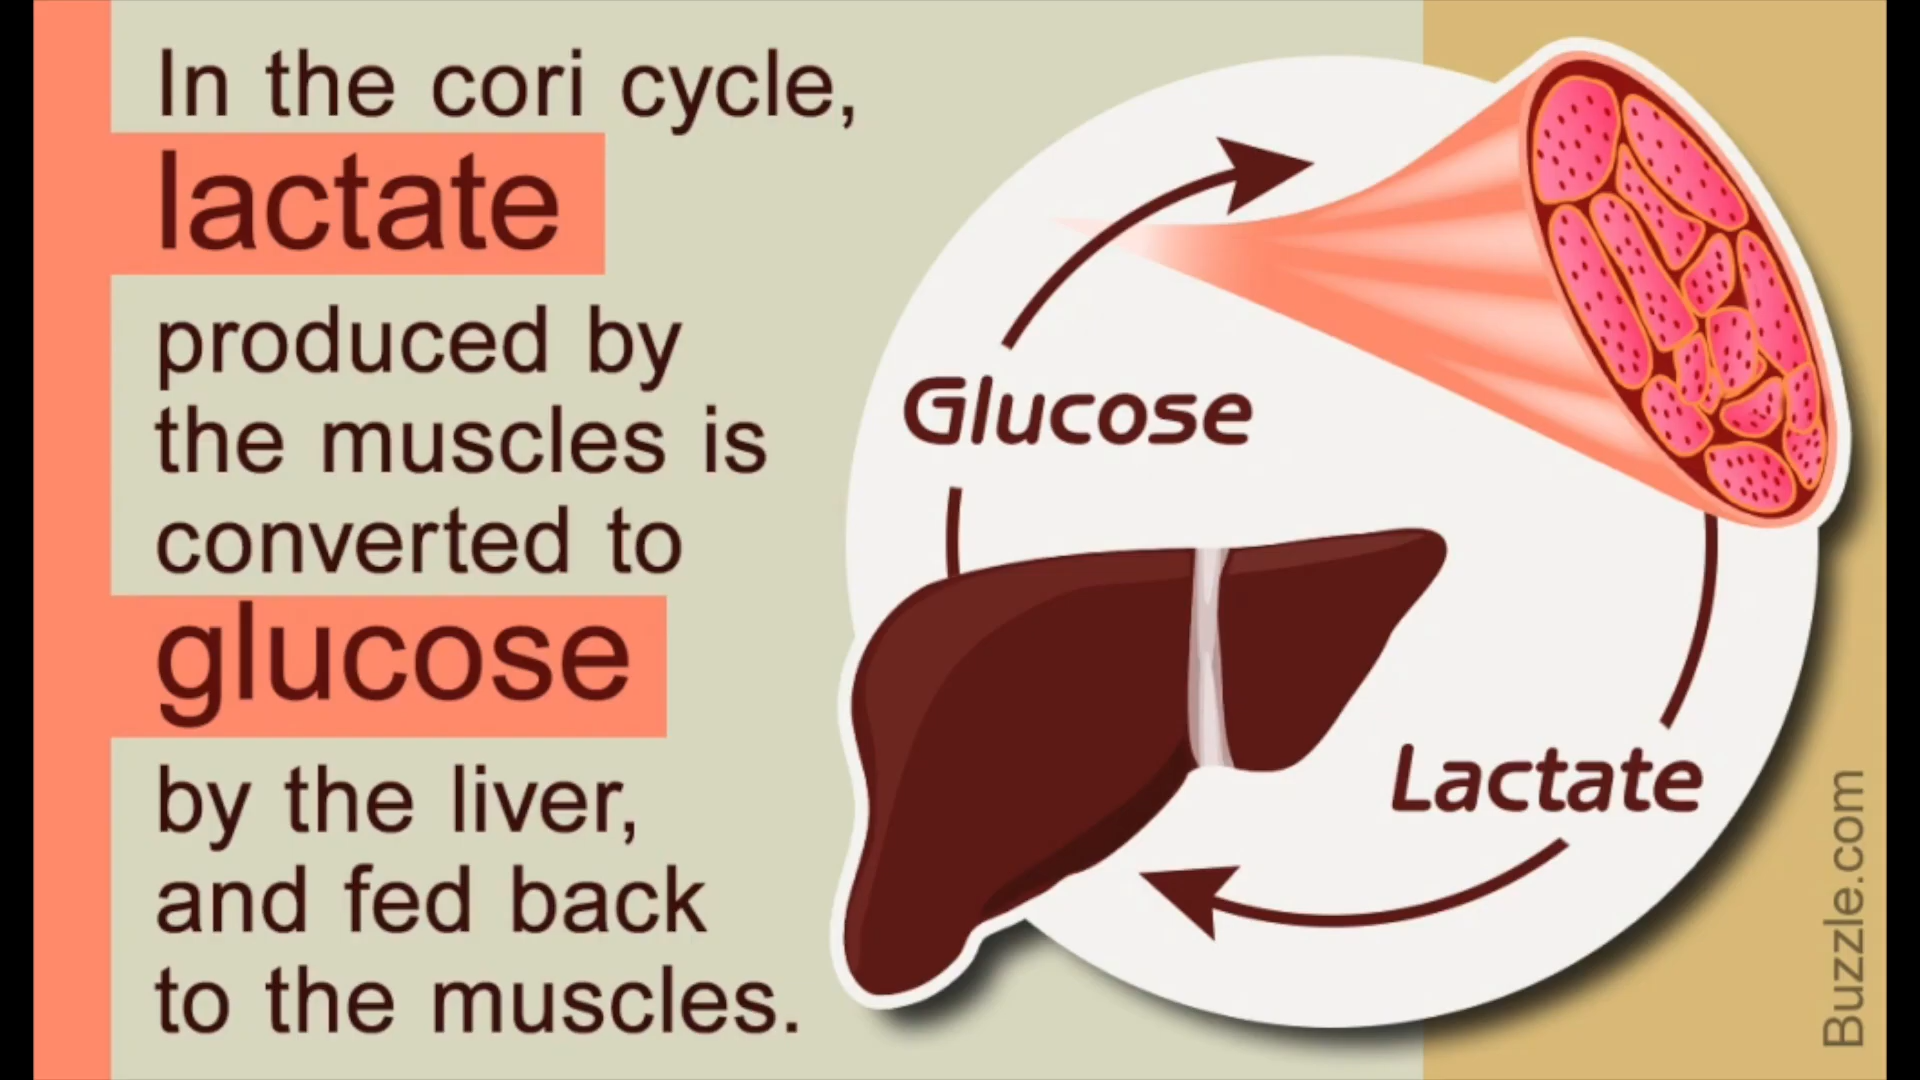 In the cori cycle,
lactate
produced by
the muscles is
converted to
glucose
by the liver,
and fed back
to the muscles.
Glucose
Lactate
Buzzle.com